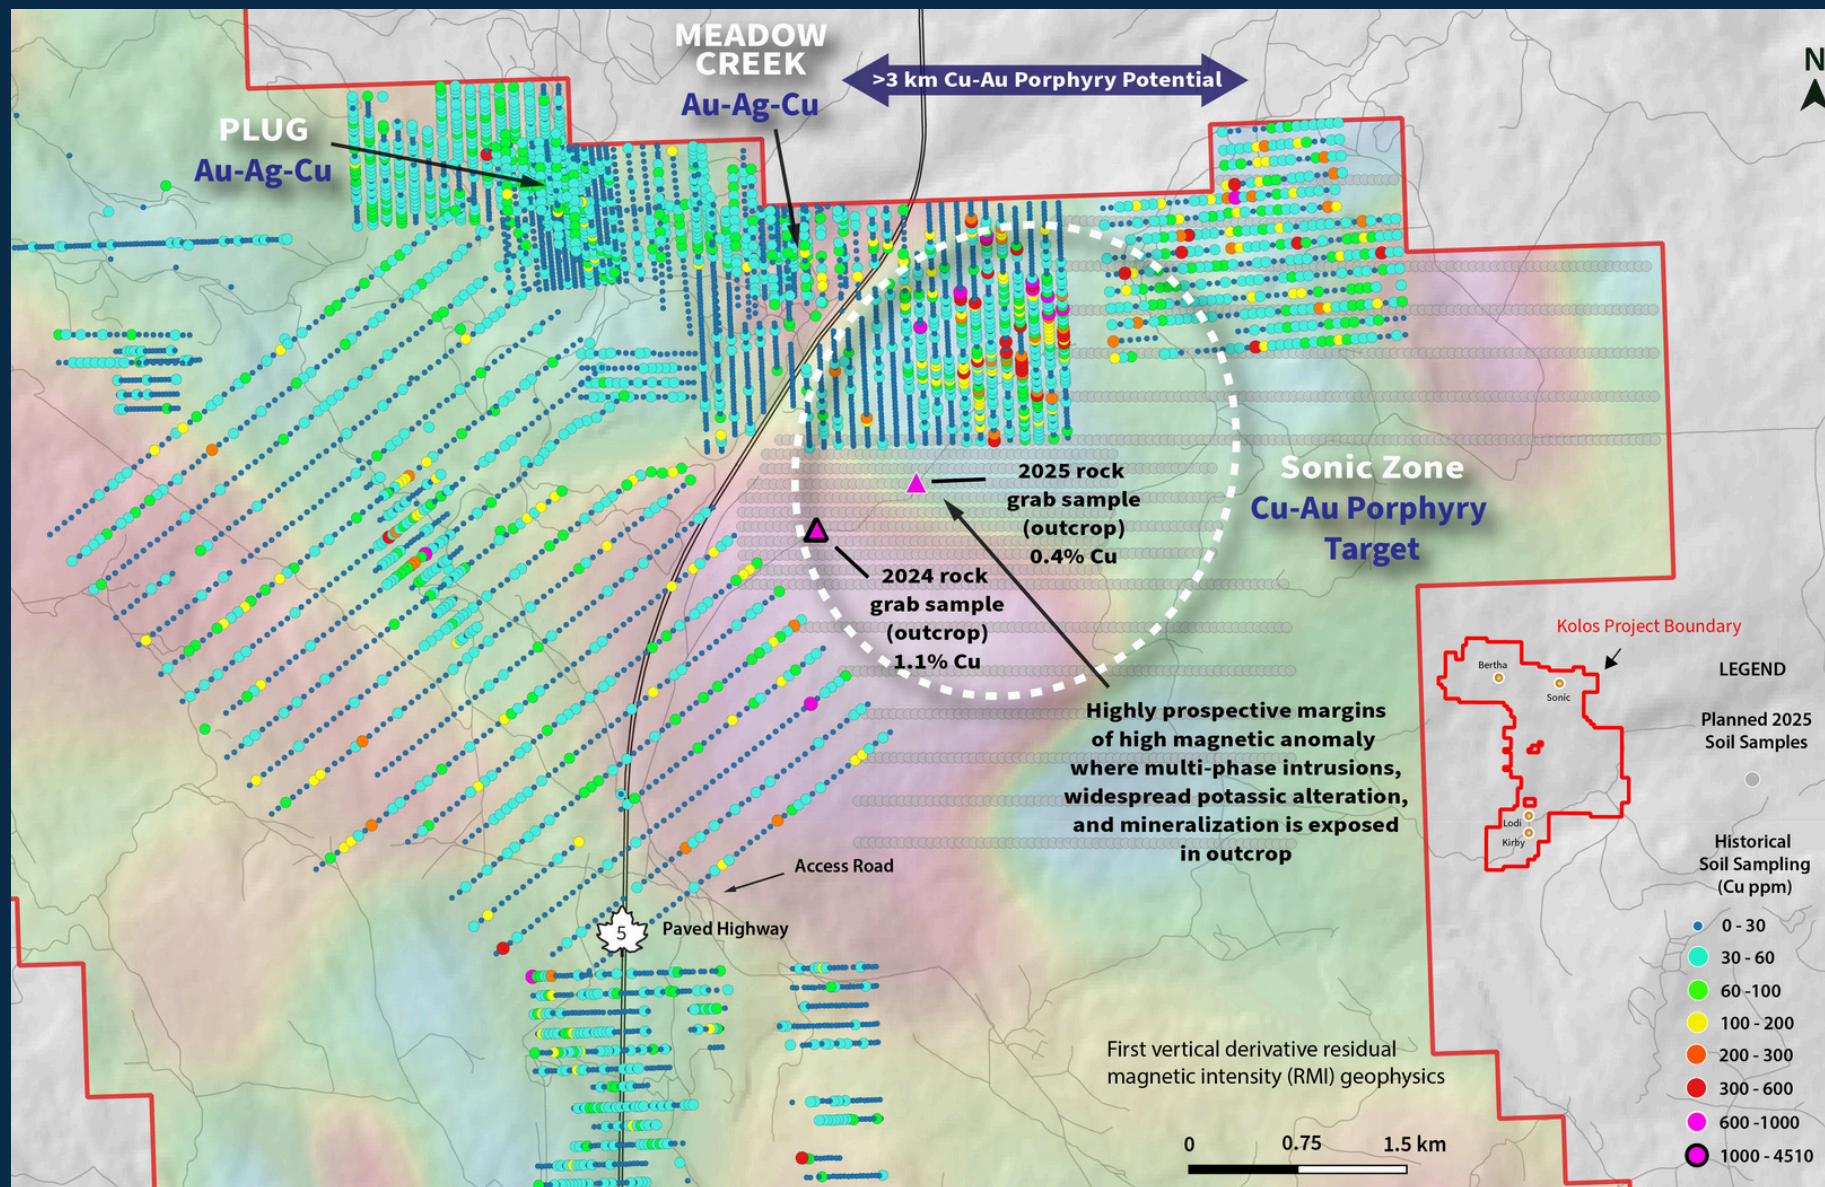 MEADOW
CREEK
Au-Ag-Cu
>3 km Cu-Au Porphyry Potential
N
PLUG
Au-Ag-Cu
2025 rock
grab sample
(outcrop)
0.4% Cu
Sonic Zone
Cu-Au Porphyry
Target
2024 rock
grab sample
(outcrop)
1.1% Cu
Highly prospective margins
of high magnetic anomaly
where multi-phase intrusions,
widespread potassic alteration,
and mineralization is exposed
in outcrop
Access Road
5
Paved Highway
First vertical derivative residual
magnetic intensity (RMI) geophysics
0 0.75 1.5 km
Kolos Project Boundary
Bertha
Sonic
Lodi
Kirby
LEGEND
Planned 2025
Soil Samples
Historical
Soil Sampling
(Cu ppm)
0 - 30
30 - 60
60 -100
100 - 200
200 - 300
300 - 600
600 -1000
1000 - 4510